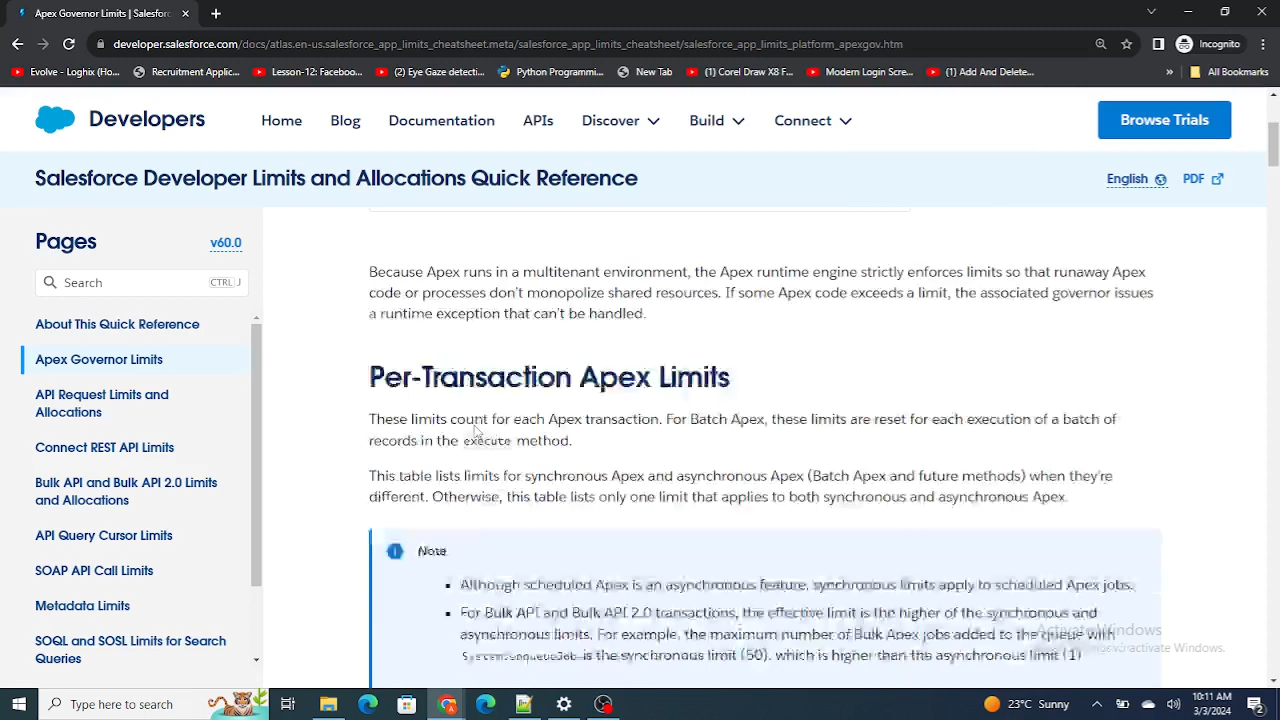 Apex Governor Limits | Salesforc
developer.salesforce.com/docs/atlas.en-us.salesforce_app_limits_cheatsheet.meta/salesforce_app_limits_cheatsheet/salesforce_app_limits_platform_apexgov.htm
Incognito
Evolve - Loghix (Ho...
Recruitment Applic...
Lesson-12: Faceboo...
(2) Eye Gaze detecti...
Python Programmi...
New Tab
(1) Corel Draw X8 F...
Modern Login Scre...
(1) Add And Delete...
»
All Bookmarks
Developers
Home
Blog
Documentation
APIs
Discover
Build
Connect
Browse Trials
Salesforce Developer Limits and Allocations Quick Reference
English
PDF
Pages
v60.0
Search
CTRL J
About This Quick Reference
Apex Governor Limits
API Request Limits and
Allocations
Connect REST API Limits
Bulk API and Bulk API 2.0 Limits
and Allocations
API Query Cursor Limits
SOAP API Call Limits
Metadata Limits
SOQL and SOSL Limits for Search
Queries
Because Apex runs in a multitenant environment, the Apex runtime engine strictly enforces limits so that runaway Apex
code or processes don't monopolize shared resources. If some Apex code exceeds a limit, the associated governor issues
a runtime exception that can't be handled.
Per-Transaction Apex Limits
These limits count for each Apex transaction. For Batch Apex, these limits are reset for each execution of a batch of
records in the execute method.
This table lists limits for synchronous Apex and asynchronous Apex (Batch Apex and future methods) when they're
different. Otherwise, this table lists only one limit that applies to both synchronous and asynchronous Apex.
Note
Although scheduled Apex is an asynchronous feature, synchronous limits apply to scheduled Apex jobs.
For Bulk API and Bulk API 2.0 transactions, the effective limit is the higher of the synchronous and
asynchronous limits. For example, the maximum number of Bulk Apex jobs added to the queue with
is the synchronous limit (50), which is higher than the asynchronous limit (1)
Activate Windows
activate Windows.
Type here to search
23°C Sunny
10:11 AM
3/3/2024
2